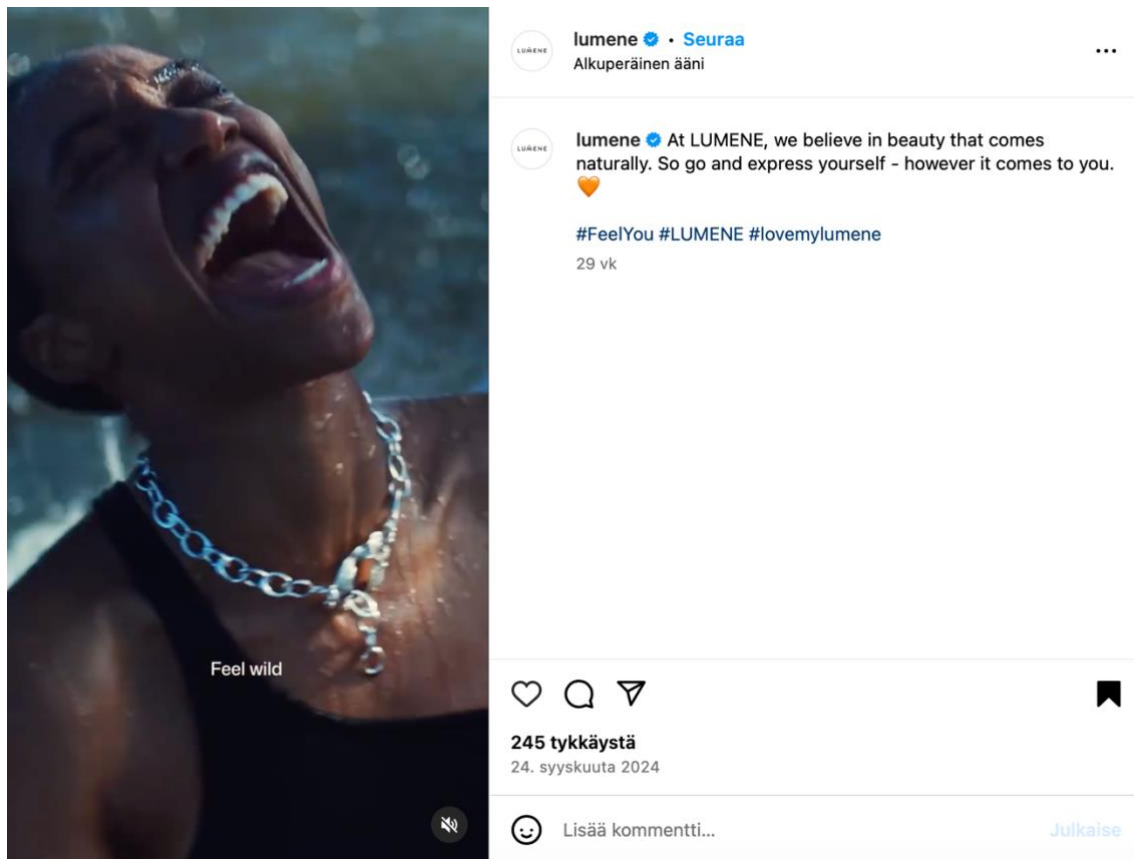 LUMENE
lumene • Seuraa
Alkuperäinen ääni
LUMENE
lumene At LUMENE, we believe in beauty that comes
naturally. So go and express yourself - however it comes to you.
🧡
#FeelYou #LUMENE #lovemylumene
29 vk
Feel wild
245 tykkäystä
24. syyskuuta 2024
Lisää kommentti...
Julkaise